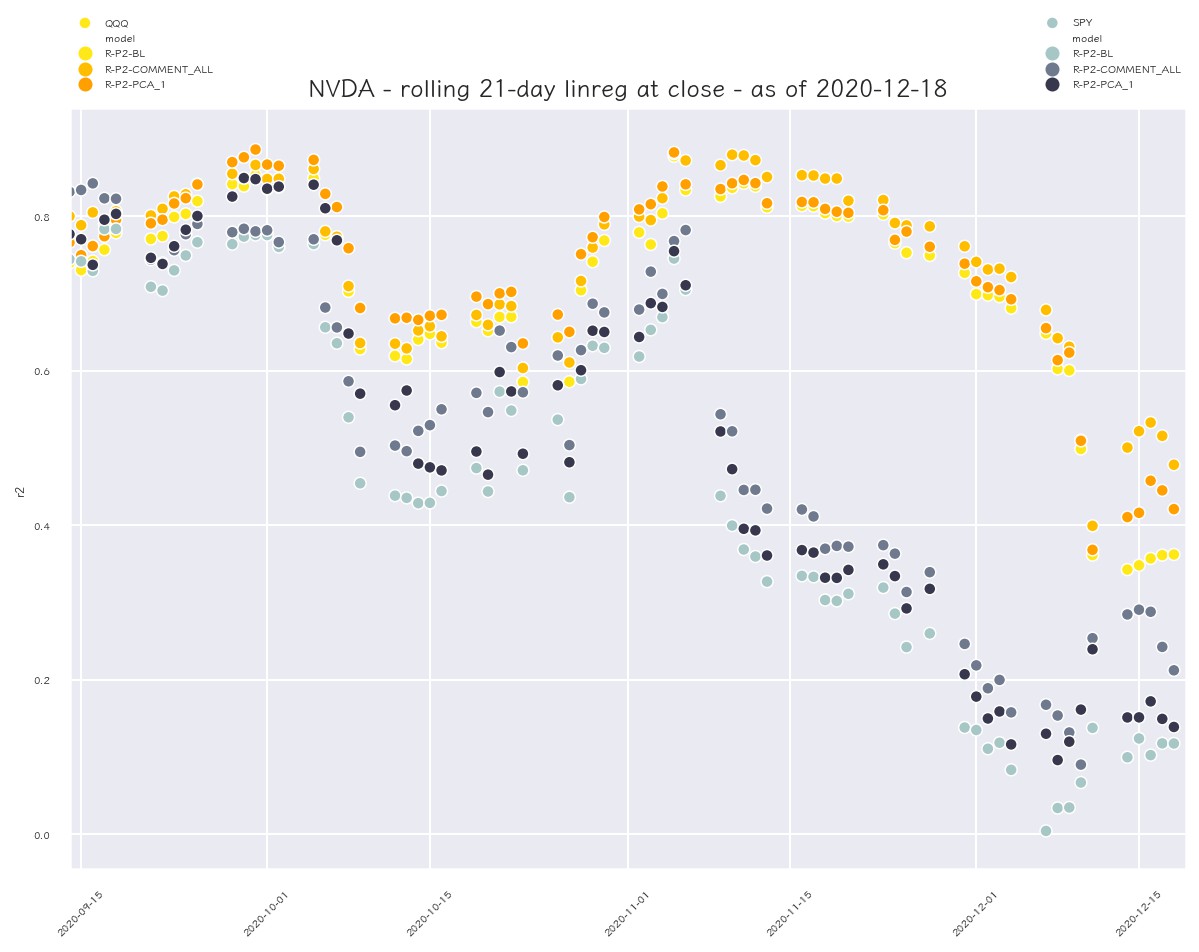 QQQ
model
R-P2-BL
R-P2-COMMENT_ALL
R-P2-PCA_1
SPY
model
R-P2-BL
R-P2-COMMENT_ALL
R-P2-PCA_1
NVDA - rolling 21-day linreg at close - as of 2020-12-18
0.8
0.6
r2
0.4
0.2
0.0
2020-09-15
2020-10-01
2020-10-15
2020-11-01
2020-11-15
2020-12-01
2020-12-15